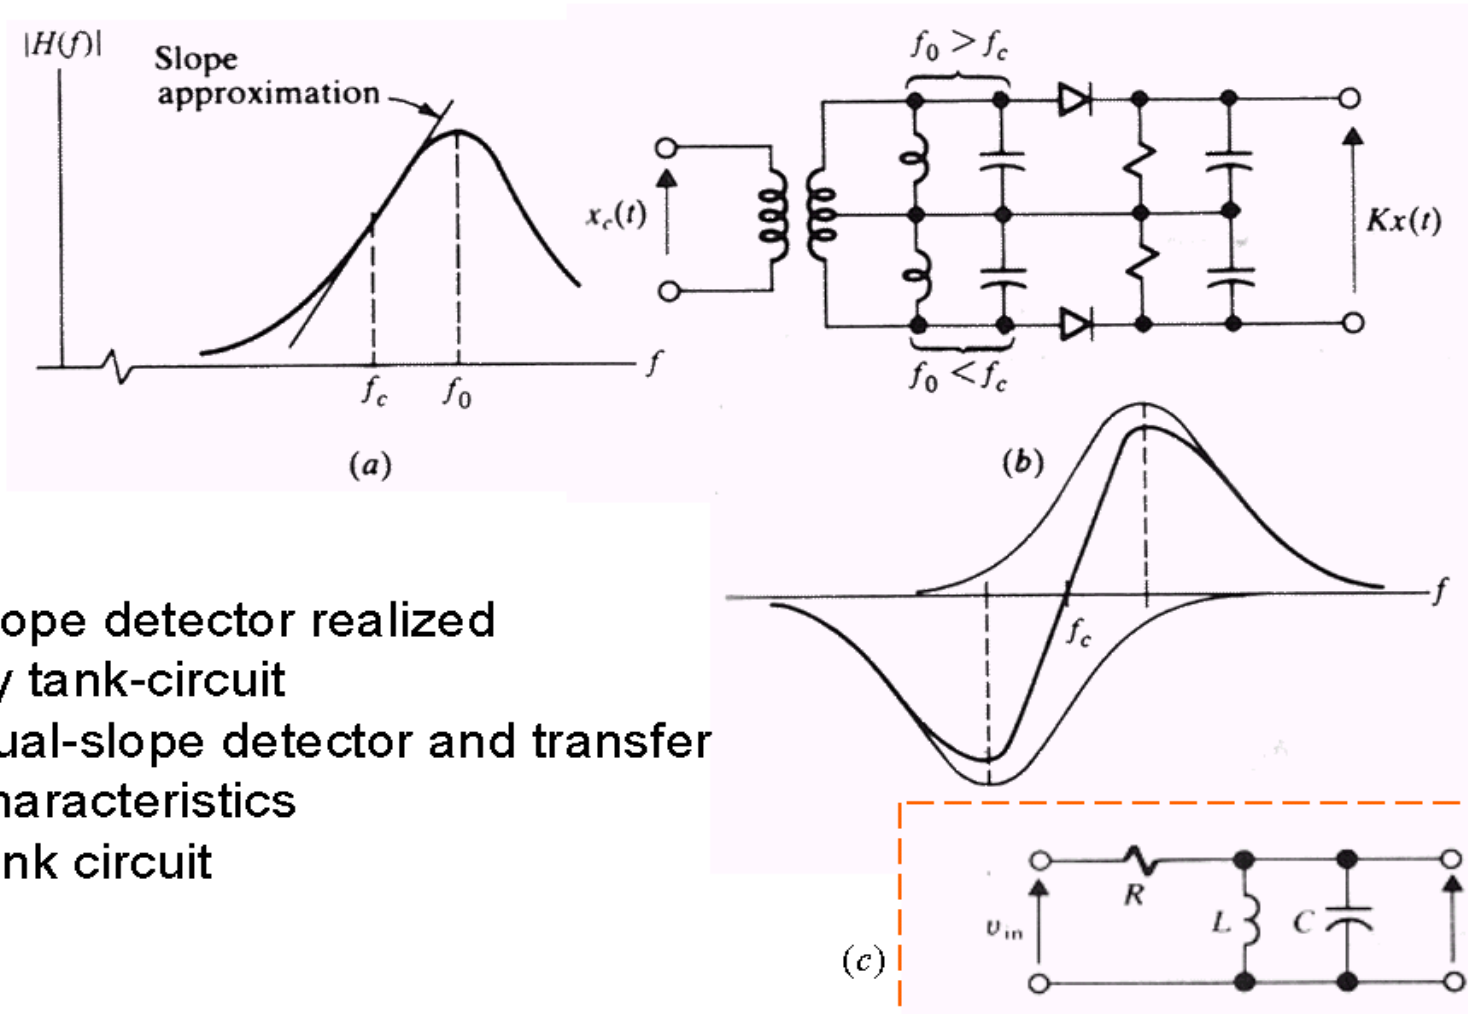 |H(f)|
Slope
approximation
f_c
f_0
f
(a)
f_0 > f_c
x_c(t)
Kx(t)
f_0 < f_c
(b)
f
f_c
ope detector realized
y tank-circuit
ual-slope detector and transfer
haracteristics
nk circuit
R
L
C
v_in
(c)